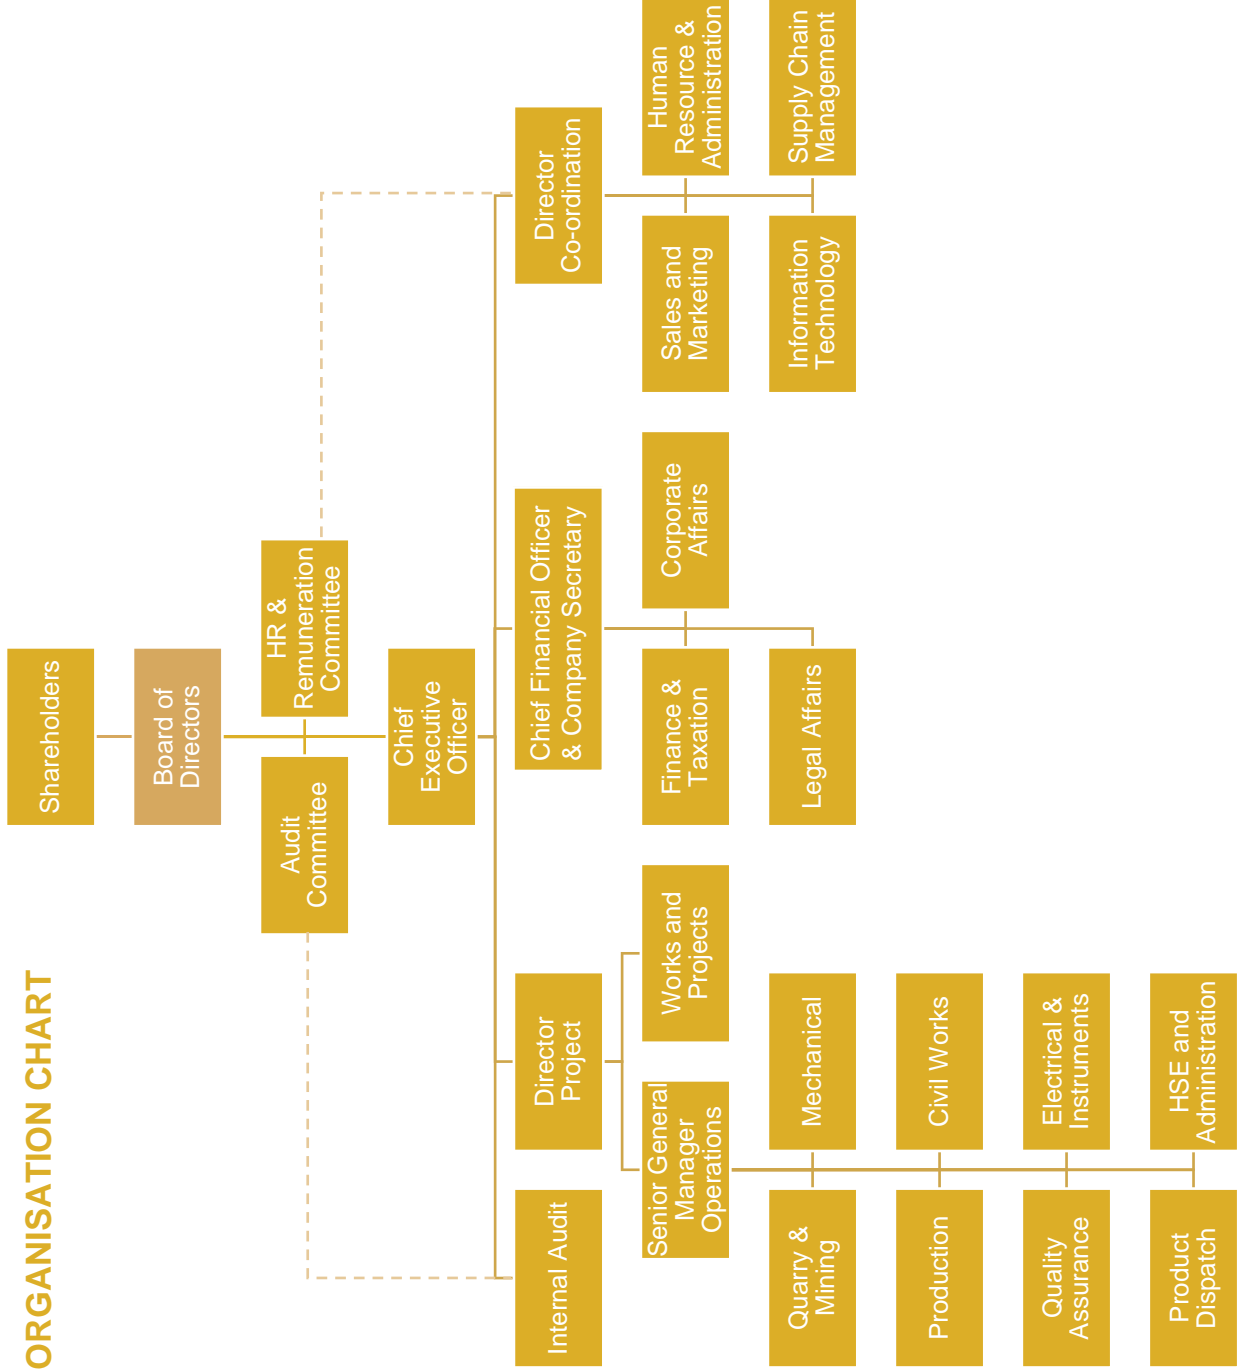 ORGANISATION CHART
Shareholders
Board of
Directors
Audit
Committee
HR &
Remuneration
Committee
Chief
Executive
Officer
Internal Audit
Director
Project
Chief Financial Officer
& Company Secretary
Director
Co-ordination
Senior General
Manager
Operations
Works and
Projects
Finance &
Taxation
Corporate
Affairs
Sales and
Marketing
Human
Resource &
Administration
Quarry &
Mining
Mechanical
Legal Affairs
Information
Technology
Supply Chain
Management
Production
Civil Works
Quality
Assurance
Electrical &
Instruments
Product
Dispatch
HSE and
Administration